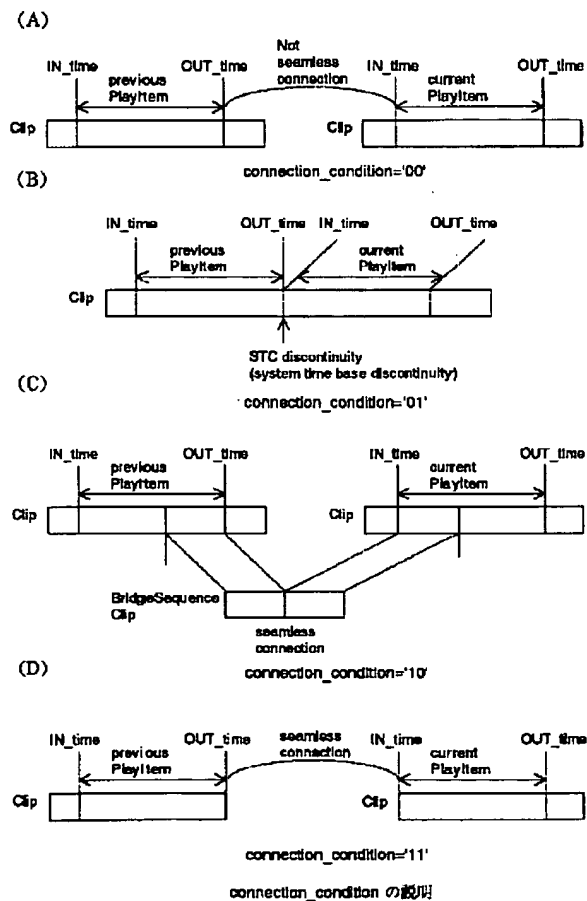 (A)
Not
seamless
connection
IN_time
previous
PlayItem
OUT_time
IN_time
current
PlayItem
OUT_time
Clip
Clip
connection_condition='00'
(B)
IN_time
OUT_time
IN_time
OUT_time
previous
PlayItem
current
PlayItem
Clip
STC discontinuity
(system time base discontinuity)
connection_condition='01'
(C)
IN_time
previous
PlayItem
OUT_time
IN_time
current
PlayItem
OUT_time
Clip
Clip
BridgeSequence
Clip
seamless
connection
connection_condition='10'
(D)
IN_time
previous
PlayItem
OUT_time
seamless
connection
IN_time
current
PlayItem
OUT_time
Clip
Clip
connection_condition='11'
connection_condition の説明